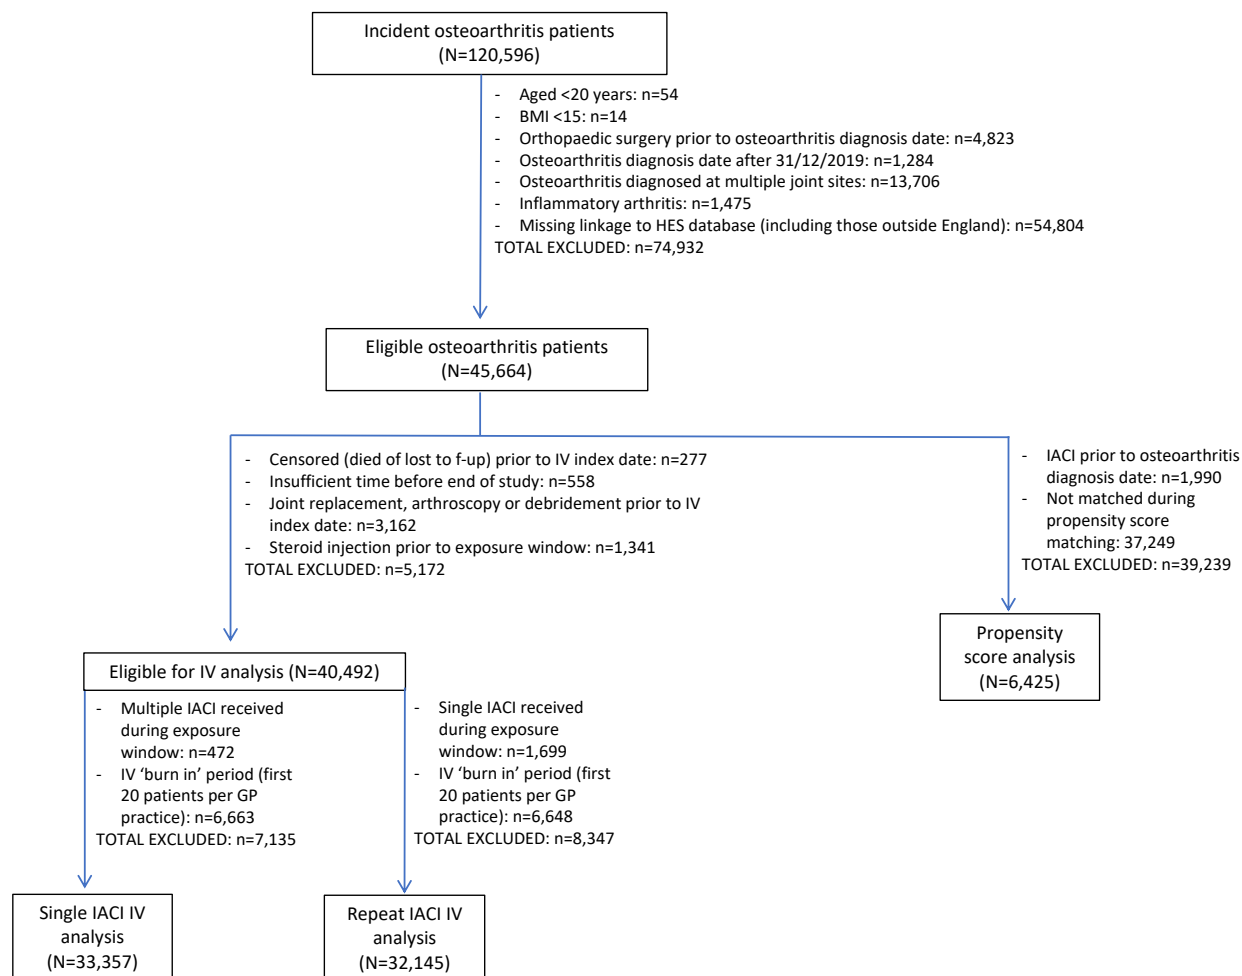 Incident osteoarthritis patients
(N=120,596)
- Aged <20 years: n=54
- BMI <15: n=14
- Orthopaedic surgery prior to osteoarthritis diagnosis date: n=4,823
- Osteoarthritis diagnosis date after 31/12/2019: n=1,284
- Osteoarthritis diagnosed at multiple joint sites: n=13,706
- Inflammatory arthritis: n=1,475
- Missing linkage to HES database (including those outside England): n=54,804
TOTAL EXCLUDED: n=74,932
Eligible osteoarthritis patients
(N=45,664)
- Censored (died of lost to f-up) prior to IV index date: n=277
- Insufficient time before end of study: n=558
- Joint replacement, arthroscopy or debridement prior to IV
index date: n=3,162
- Steroid injection prior to exposure window: n=1,341
TOTAL EXCLUDED: n=5,172
- IACI prior to osteoarthritis
diagnosis date: n=1,990
- Not matched during
propensity score
matching: 37,249
TOTAL EXCLUDED: n=39,239
Propensity
score analysis
(N=6,425)
Eligible for IV analysis (N=40,492)
- Multiple IACI received
during exposure
window: n=472
- IV ‘burn in’ period (first
20 patients per GP
practice): n=6,663
TOTAL EXCLUDED: n=7,135
- Single IACI received
during exposure
window: n=1,699
- IV ‘burn in’ period (first
20 patients per GP
practice): n=6,648
TOTAL EXCLUDED: n=8,347
Single IACI IV
analysis
(N=33,357)
Repeat IACI IV
analysis
(N=32,145)